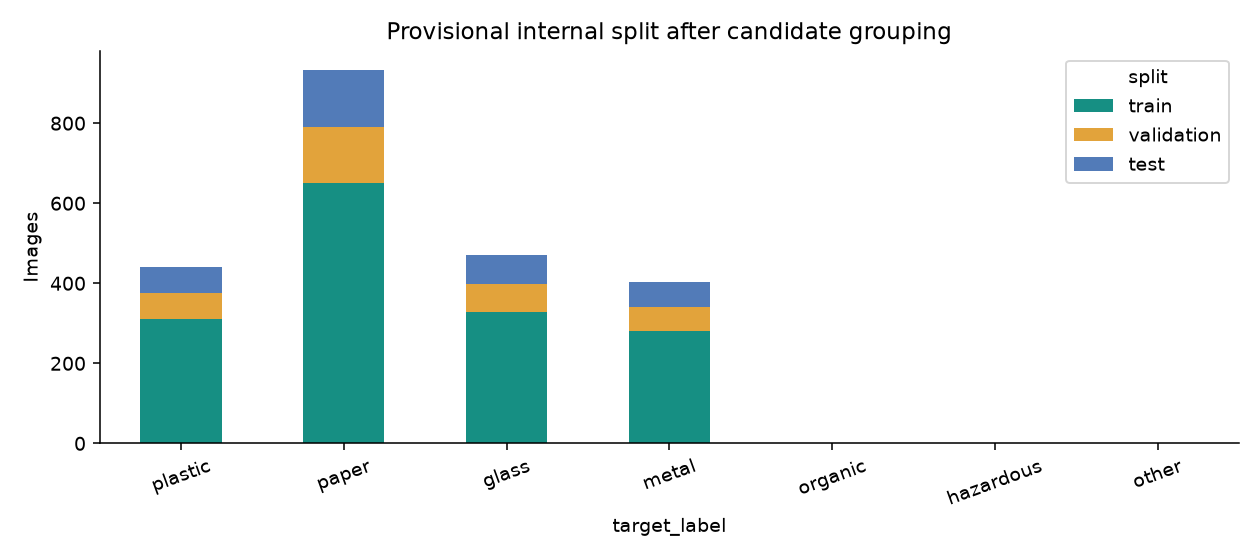 Provisional internal split after candidate grouping
split
train
validation
test
Images
800
600
400
200
0
plastic
paper
glass
metal
organic
hazardous
other
target_label